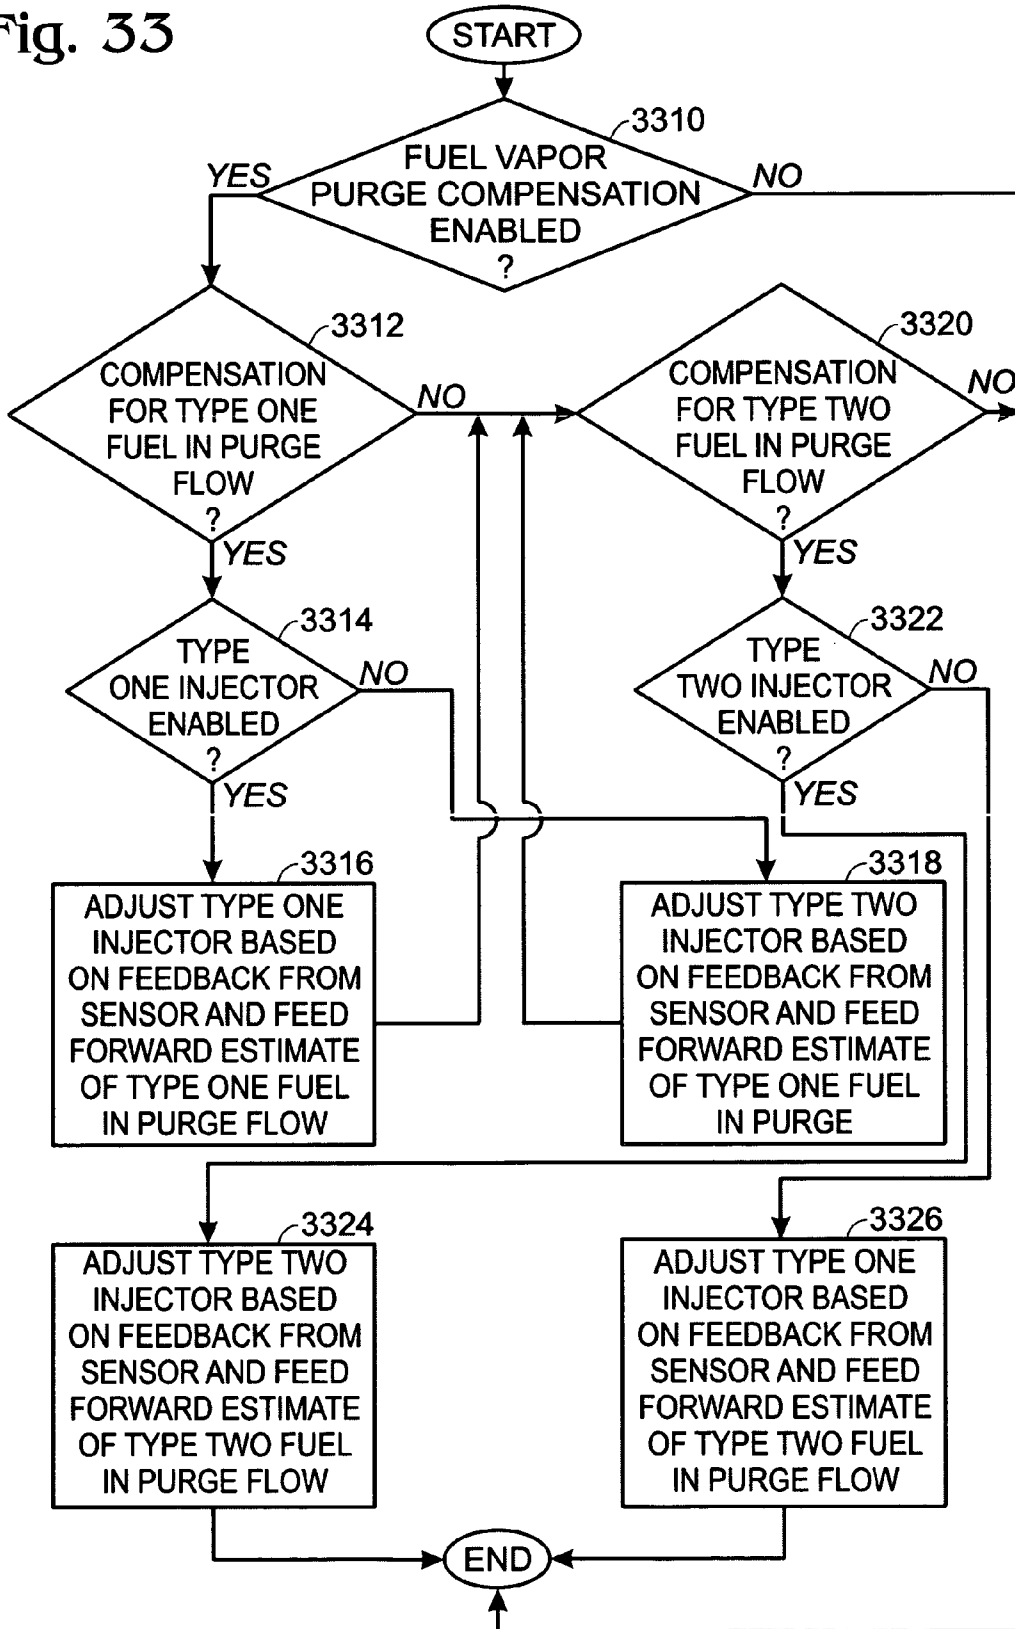 Fig. 33
START
3310
FUEL VAPOR
PURGE COMPENSATION
ENABLED
?
YES
NO
3312
COMPENSATION
FOR TYPE ONE
FUEL IN PURGE
FLOW
?
NO
YES
3320
COMPENSATION
FOR TYPE TWO
FUEL IN PURGE
FLOW
?
NO
YES
3314
TYPE
ONE INJECTOR
ENABLED
?
NO
YES
3322
TYPE
TWO INJECTOR
ENABLED
?
NO
YES
3316
ADJUST TYPE ONE
INJECTOR BASED
ON FEEDBACK FROM
SENSOR AND FEED
FORWARD ESTIMATE
OF TYPE ONE FUEL
IN PURGE FLOW
3318
ADJUST TYPE TWO
INJECTOR BASED
ON FEEDBACK FROM
SENSOR AND FEED
FORWARD ESTIMATE
OF TYPE ONE FUEL
IN PURGE
3324
ADJUST TYPE TWO
INJECTOR BASED
ON FEEDBACK FROM
SENSOR AND FEED
FORWARD ESTIMATE
OF TYPE TWO FUEL
IN PURGE FLOW
3326
ADJUST TYPE ONE
INJECTOR BASED
ON FEEDBACK FROM
SENSOR AND FEED
FORWARD ESTIMATE
OF TYPE TWO FUEL
IN PURGE FLOW
END